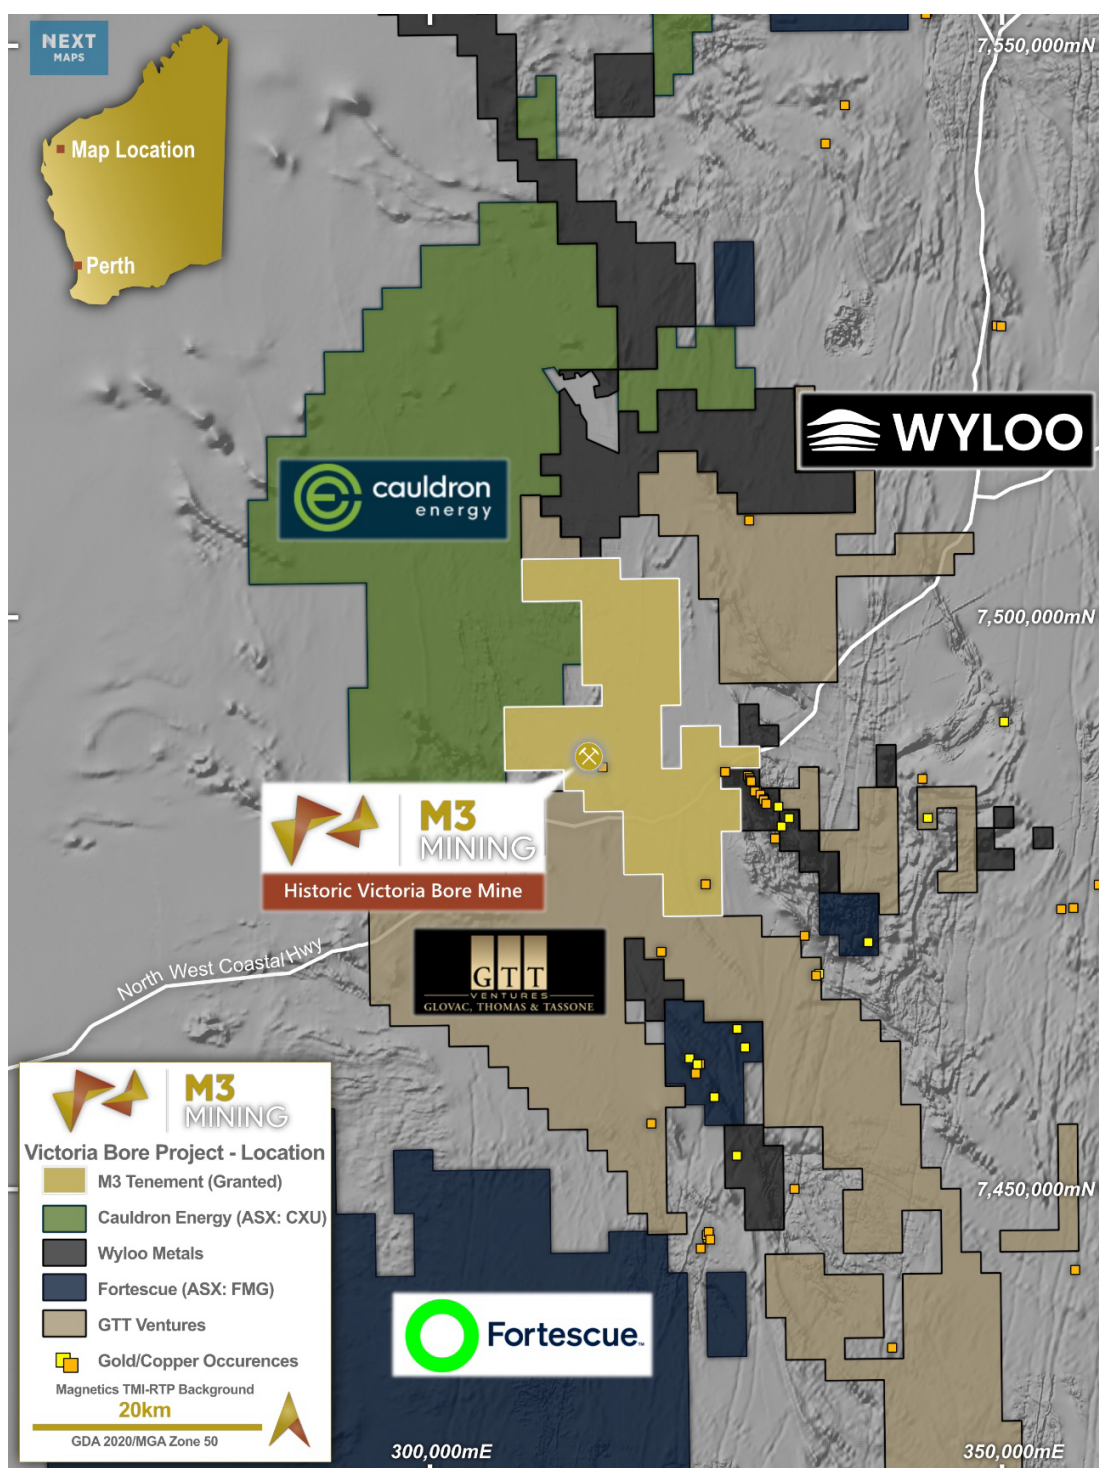 NEXT
MAPS
7,550,000mN
Map Location
Perth
WYLOO
cauldron
energy
7,500,000mN
M3
MINING
Historic Victoria Bore Mine
GTT
VENTURES
GLOVAC, THOMAS & TASSONE
North West Coastal Hwy
M3
MINING
Victoria Bore Project - Location
M3 Tenement (Granted)
Cauldron Energy (ASX: CXU)
Wyloo Metals
Fortescue (ASX: FMG)
GTT Ventures
Gold/Copper Occurences
Magnetics TMI-RTP Background
20km
GDA 2020/MGA Zone 50
7,450,000mN
Fortescue™
300,000mE
350,000mE